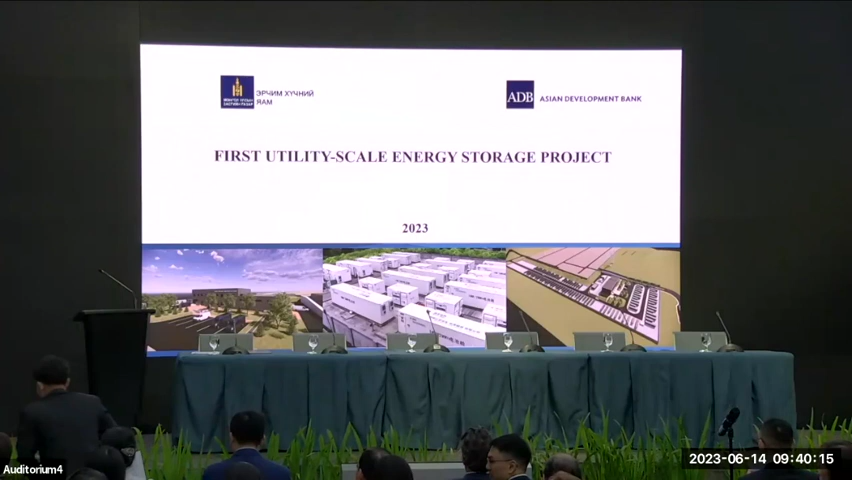 ЭРЧИМ ХҮЧНИЙ
ЯАМ
ADB ASIAN DEVELOPMENT BANK
FIRST UTILITY-SCALE ENERGY STORAGE PROJECT
2023
Auditorium4
2023-06-14 09:40:15